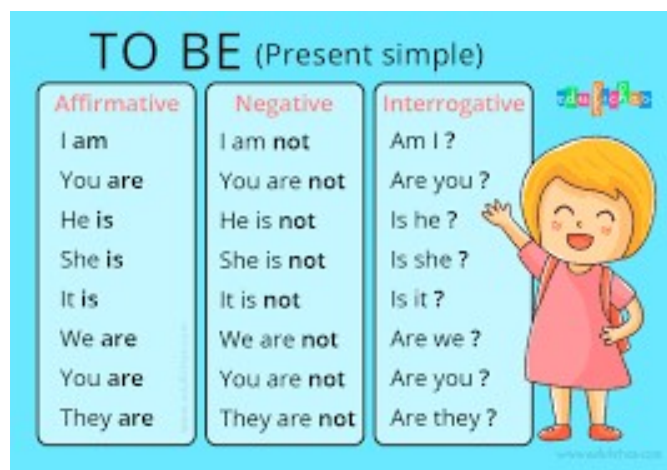 TO BE (Present simple)
Affirmative
I am
You are
He is
She is
It is
We are
You are
They are
Negative
I am not
You are not
He is not
She is not
It is not
We are not
You are not
They are not
Interrogative
Am I ?
Are you ?
Is he ?
Is she ?
Is it ?
Are we ?
Are you ?
Are they ?
edufichas